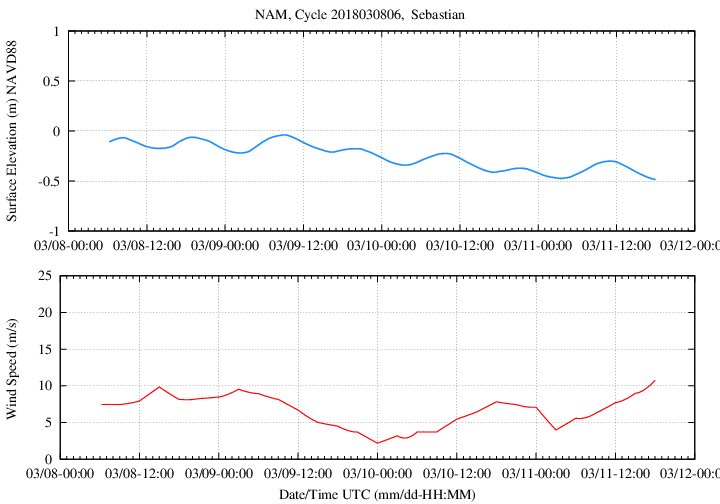 NAM, Cycle 2018030806,  Sebastian
Surface Elevation (m) NAVD88
1
0.5
0
-0.5
-1
03/08-00:00 03/08-12:00 03/09-00:00 03/09-12:00 03/10-00:00 03/10-12:00 03/11-00:00 03/11-12:00 03/12-0
Wind Speed (m/s)
25
20
15
10
5
0
03/08-00:00 03/08-12:00 03/09-00:00 03/09-12:00 03/10-00:00 03/10-12:00 03/11-00:00 03/11-12:00 03/12-00
Date/Time UTC (mm/dd-HH:MM)